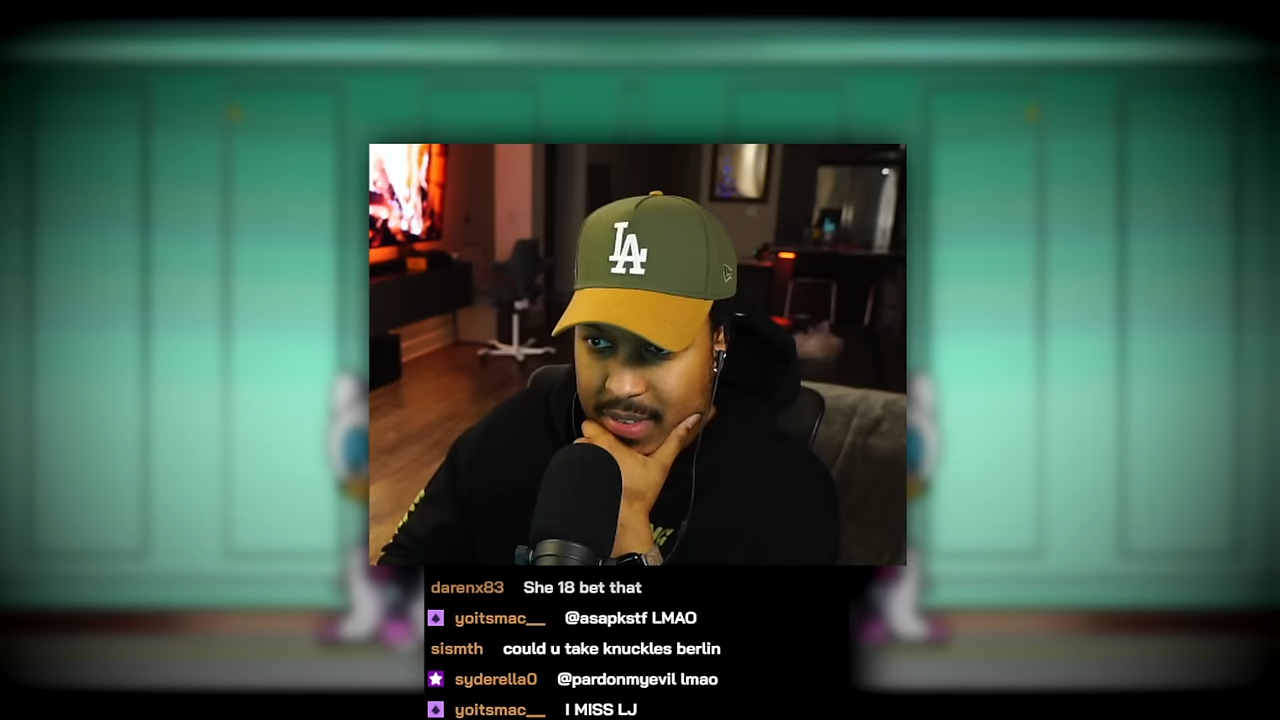 LA
darenx83 She 18 bet that
yoitsmac__ @asapkstf LMAO
sismth could u take knuckles berlin
syderella0 @pardonmyevil lmao
yoitsmac__ I MISS LJ